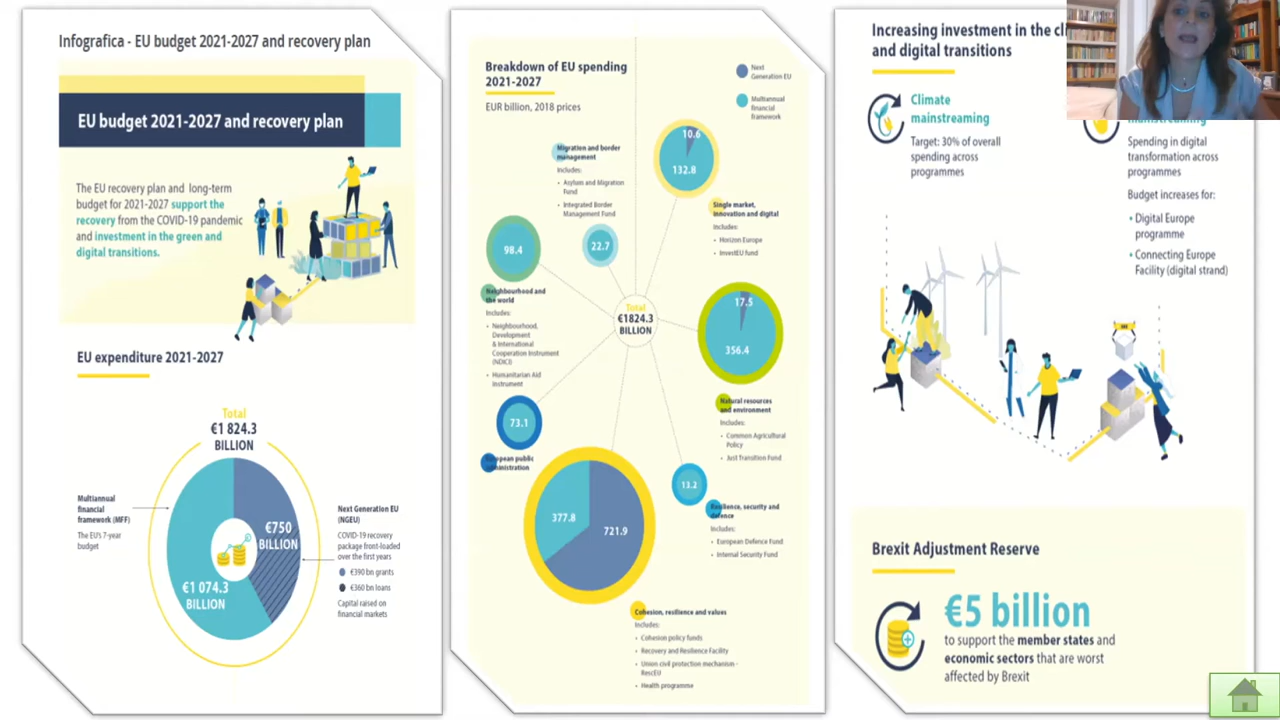 Infografica - EU budget 2021-2027 and recovery plan
EU budget 2021-2027 and recovery plan
The EU recovery plan and long-term
budget for 2021-2027 support the
recovery from the COVID-19 pandemic
and investment in the green and
digital transitions.
EU expenditure 2021-2027
Total
€1 824.3
BILLION
Multiannual
financial
framework (MFF)
The EU's 7-year
budget
€750
BILLION
€1 074.3
BILLION
Next Generation EU
(NGEU)
COVID-19 recovery
package front-loaded
over the first years
€390 bn grants
€360 bn loans
Capital raised on
financial markets
Breakdown of EU spending
2021-2027
EUR billion, 2018 prices
Next
Generation EU
Multiannual
financial
framework
Migration and border
management
Includes:
• Asylum and Migration
Fund
• Integrated Border
Management Fund
22.7
10.6
132.8
Single market,
innovation and digital
Includes:
• Horizon Europe
• InvestEU fund
98.4
Neighbourhood and
the world
Includes:
• Neighbourhood,
Development
& International
Cooperation Instrument
(NDICI)
• Humanitarian Aid
Instrument
Total
€1824.3
BILLION
17.5
356.4
Natural resources
and environment
Includes:
• Common Agricultural
Policy
• Just Transition Fund
73.1
European public
administration
13.2
Resilience, security and
defence
Includes:
• European Defence Fund
• Internal Security Fund
377.8
721.9
Cohesion, resilience and values
Includes:
• Cohesion policy funds
• Recovery and Resilience Facility
• Union civil protection mechanism -
RescEU
• Health programme
Increasing investment in the
and digital transitions
Climate
mainstreaming
Target: 30% of overall
spending across
programmes
mainstreaming
Spending in digital
transformation across
programmes
Budget increases for:
• Digital Europe
programme
• Connecting Europe
Facility (digital strand)
Brexit Adjustment Reserve
€5 billion
to support the member states and
economic sectors that are worst
affected by Brexit